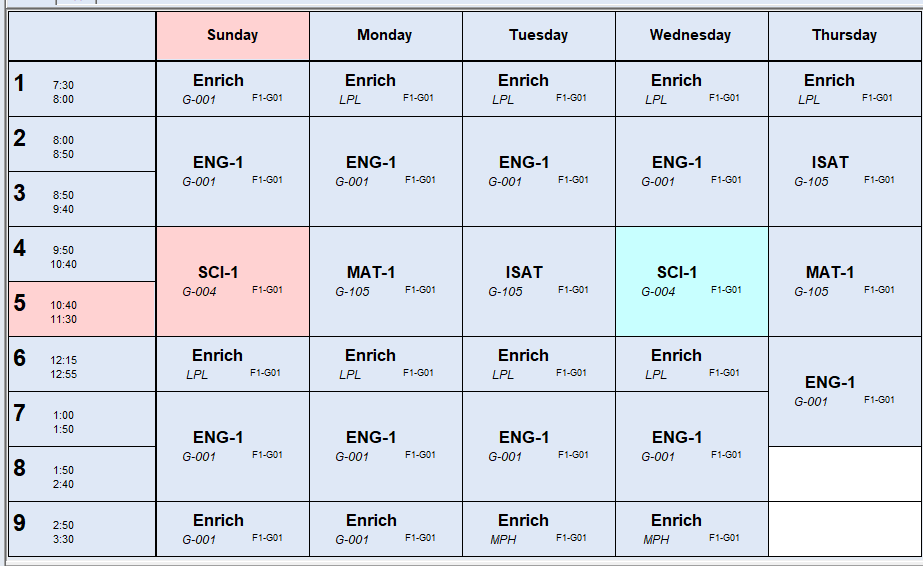 Sunday Monday Tuesday Wednesday Thursday
1 7:30 Enrich Enrich Enrich Enrich Enrich
8:00 G-001 F1-G01 LPL F1-G01 LPL F1-G01 LPL F1-G01 LPL F1-G01
2 8:00
8:50
ENG-1 ENG-1 ENG-1 ENG-1 ISAT
G-001 F1-G01 G-001 F1-G01 G-001 F1-G01 G-001 F1-G01 G-105 F1-G01
3 8:50
9:40
4 9:50
10:40
SCI-1 MAT-1 ISAT SCI-1 MAT-1
G-004 F1-G01 G-105 F1-G01 G-105 F1-G01 G-004 F1-G01 G-105 F1-G01
5 10:40
11:30
6 12:15 Enrich Enrich Enrich Enrich
12:55 LPL F1-G01 LPL F1-G01 LPL F1-G01 LPL F1-G01
ENG-1
G-001 F1-G01
7 1:00
1:50
ENG-1 ENG-1 ENG-1 ENG-1
G-001 F1-G01 G-001 F1-G01 G-001 F1-G01 G-001 F1-G01
8 1:50
2:40
9 2:50 Enrich Enrich Enrich Enrich
3:30 G-001 F1-G01 G-001 F1-G01 MPH F1-G01 MPH F1-G01